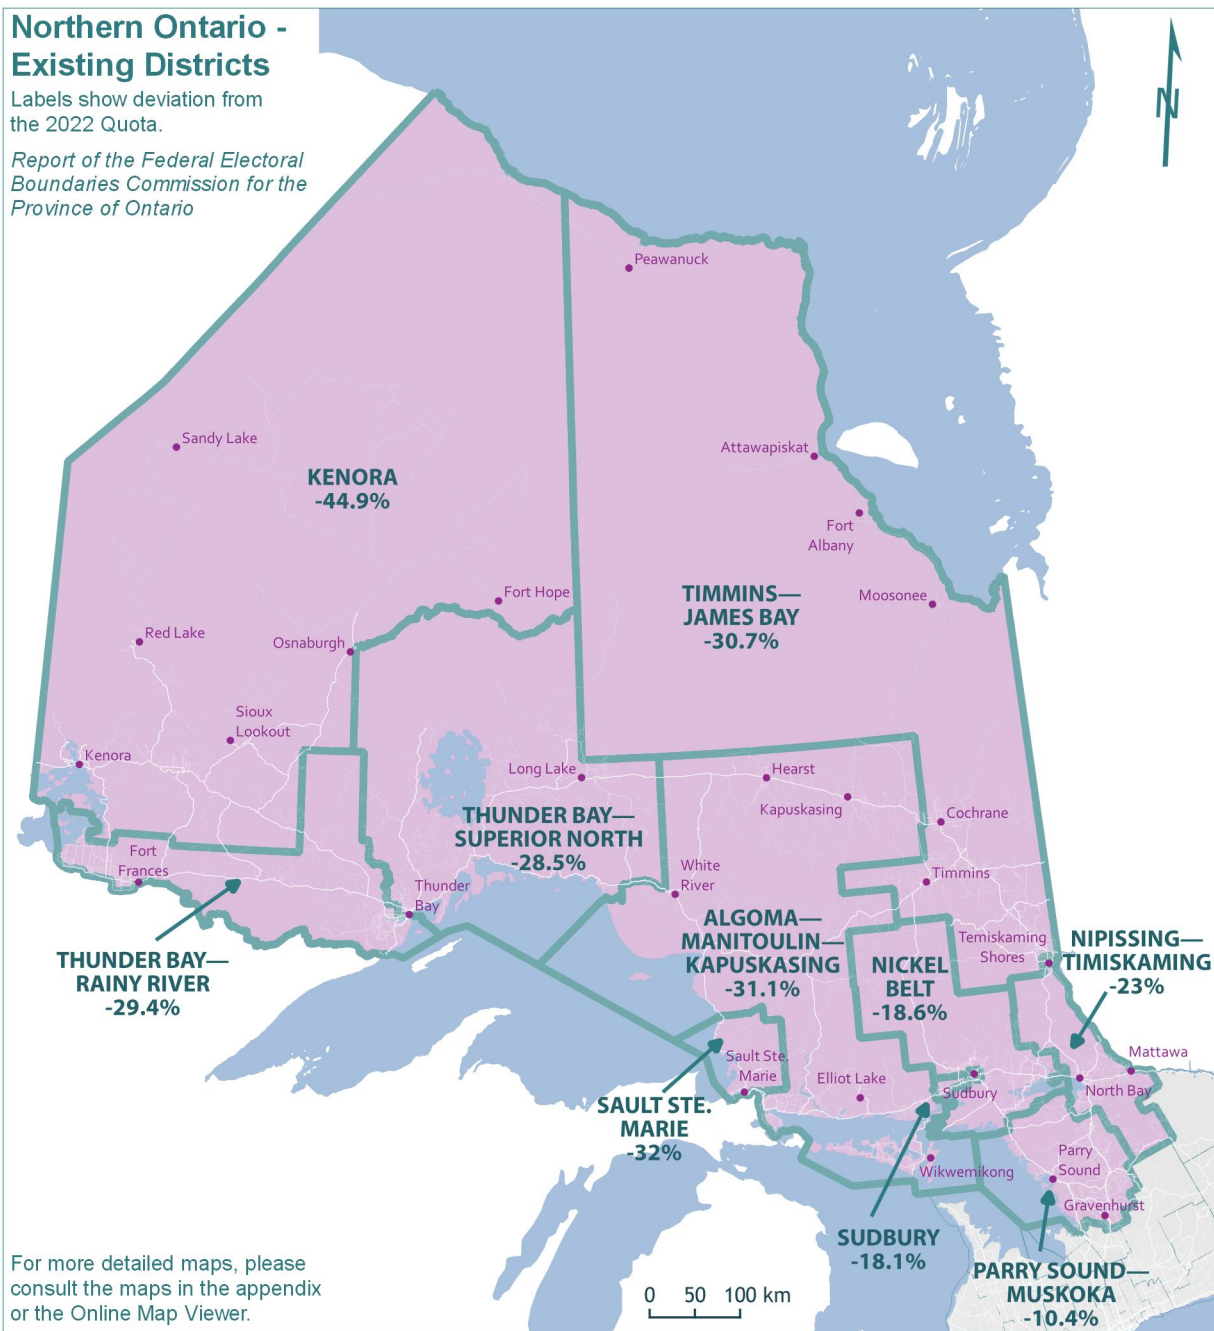 Northern Ontario -
Existing Districts
Labels show deviation from
the 2022 Quota.
Report of the Federal Electoral
Boundaries Commission for the
Province of Ontario
N
Peawanuck
Sandy Lake
KENORA
-44.9%
Attawapiskat
Fort
Albany
TIMMINS—
JAMES BAY
-30.7%
Moosonee
Fort Hope
Red Lake
Osnaburgh
Sioux
Lookout
Kenora
Long Lake
Hearst
Kapuskasing
Cochrane
THUNDER BAY—
SUPERIOR NORTH
-28.5%
Fort
Frances
White
River
Timmins
Thunder
Bay
ALGOMA—
MANITOULIN—
KAPUSKASING
-31.1%
Temiskaming
Shores
NIPISSING—
TIMISKAMING
-23%
THUNDER BAY—
RAINY RIVER
-29.4%
NICKEL
BELT
-18.6%
Sault Ste.
Marie
Elliot Lake
Sudbury
Mattawa
North Bay
SAULT STE.
MARIE
-32%
Wikwemikong
Parry
Sound
Gravenhurst
SUDBURY
-18.1%
PARRY SOUND—
MUSKOKA
-10.4%
For more detailed maps, please
consult the maps in the appendix
or the Online Map Viewer.
0 50 100 km